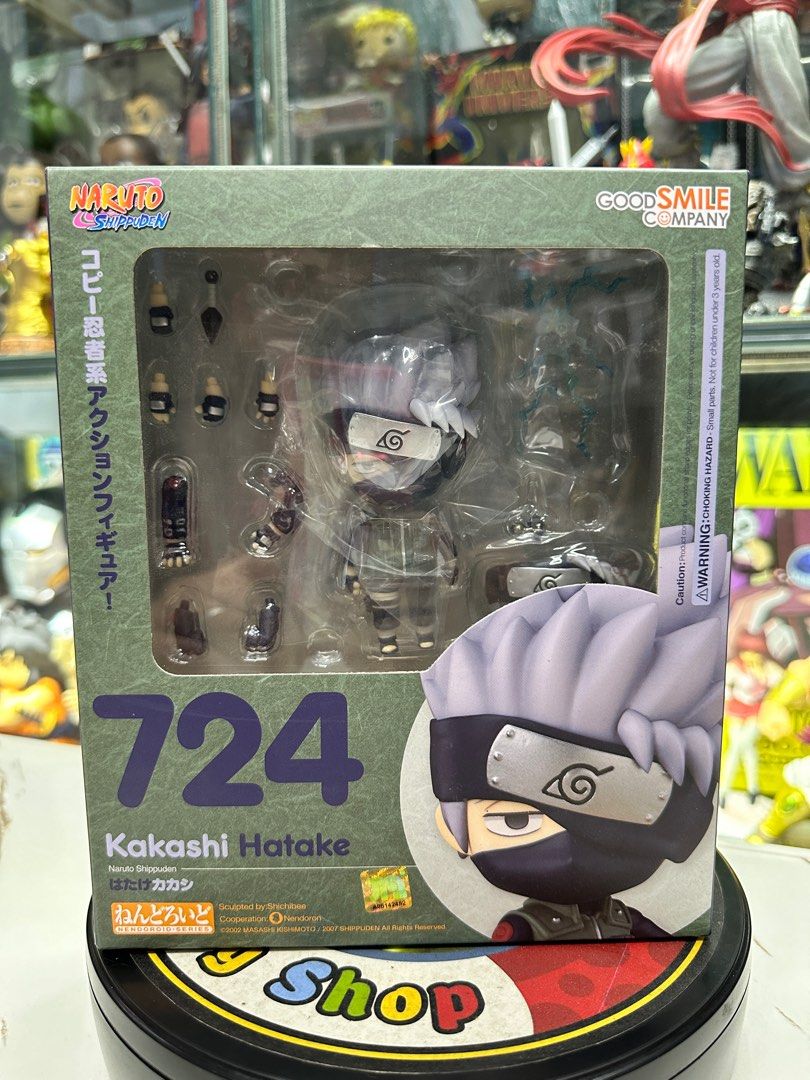 NARUTO
SHIPPUDEN
GOOD SMILE
COMPANY
コピー忍者系アクションフィギュア!
⚠WARNING: CHOKING HAZARD - Small parts. Not for children under 3 years old.
Caution:
724
Kakashi Hatake
Naruto Shippuden
はたけカカシ
ねんどろいど
NENDOROID・SERIES
Sculpted by:Shichibee
Cooperation: Nendoron
©2002 MASASHI KISHIMOTO / 2007 SHIPPUDEN All Rights Reserved
y Shop